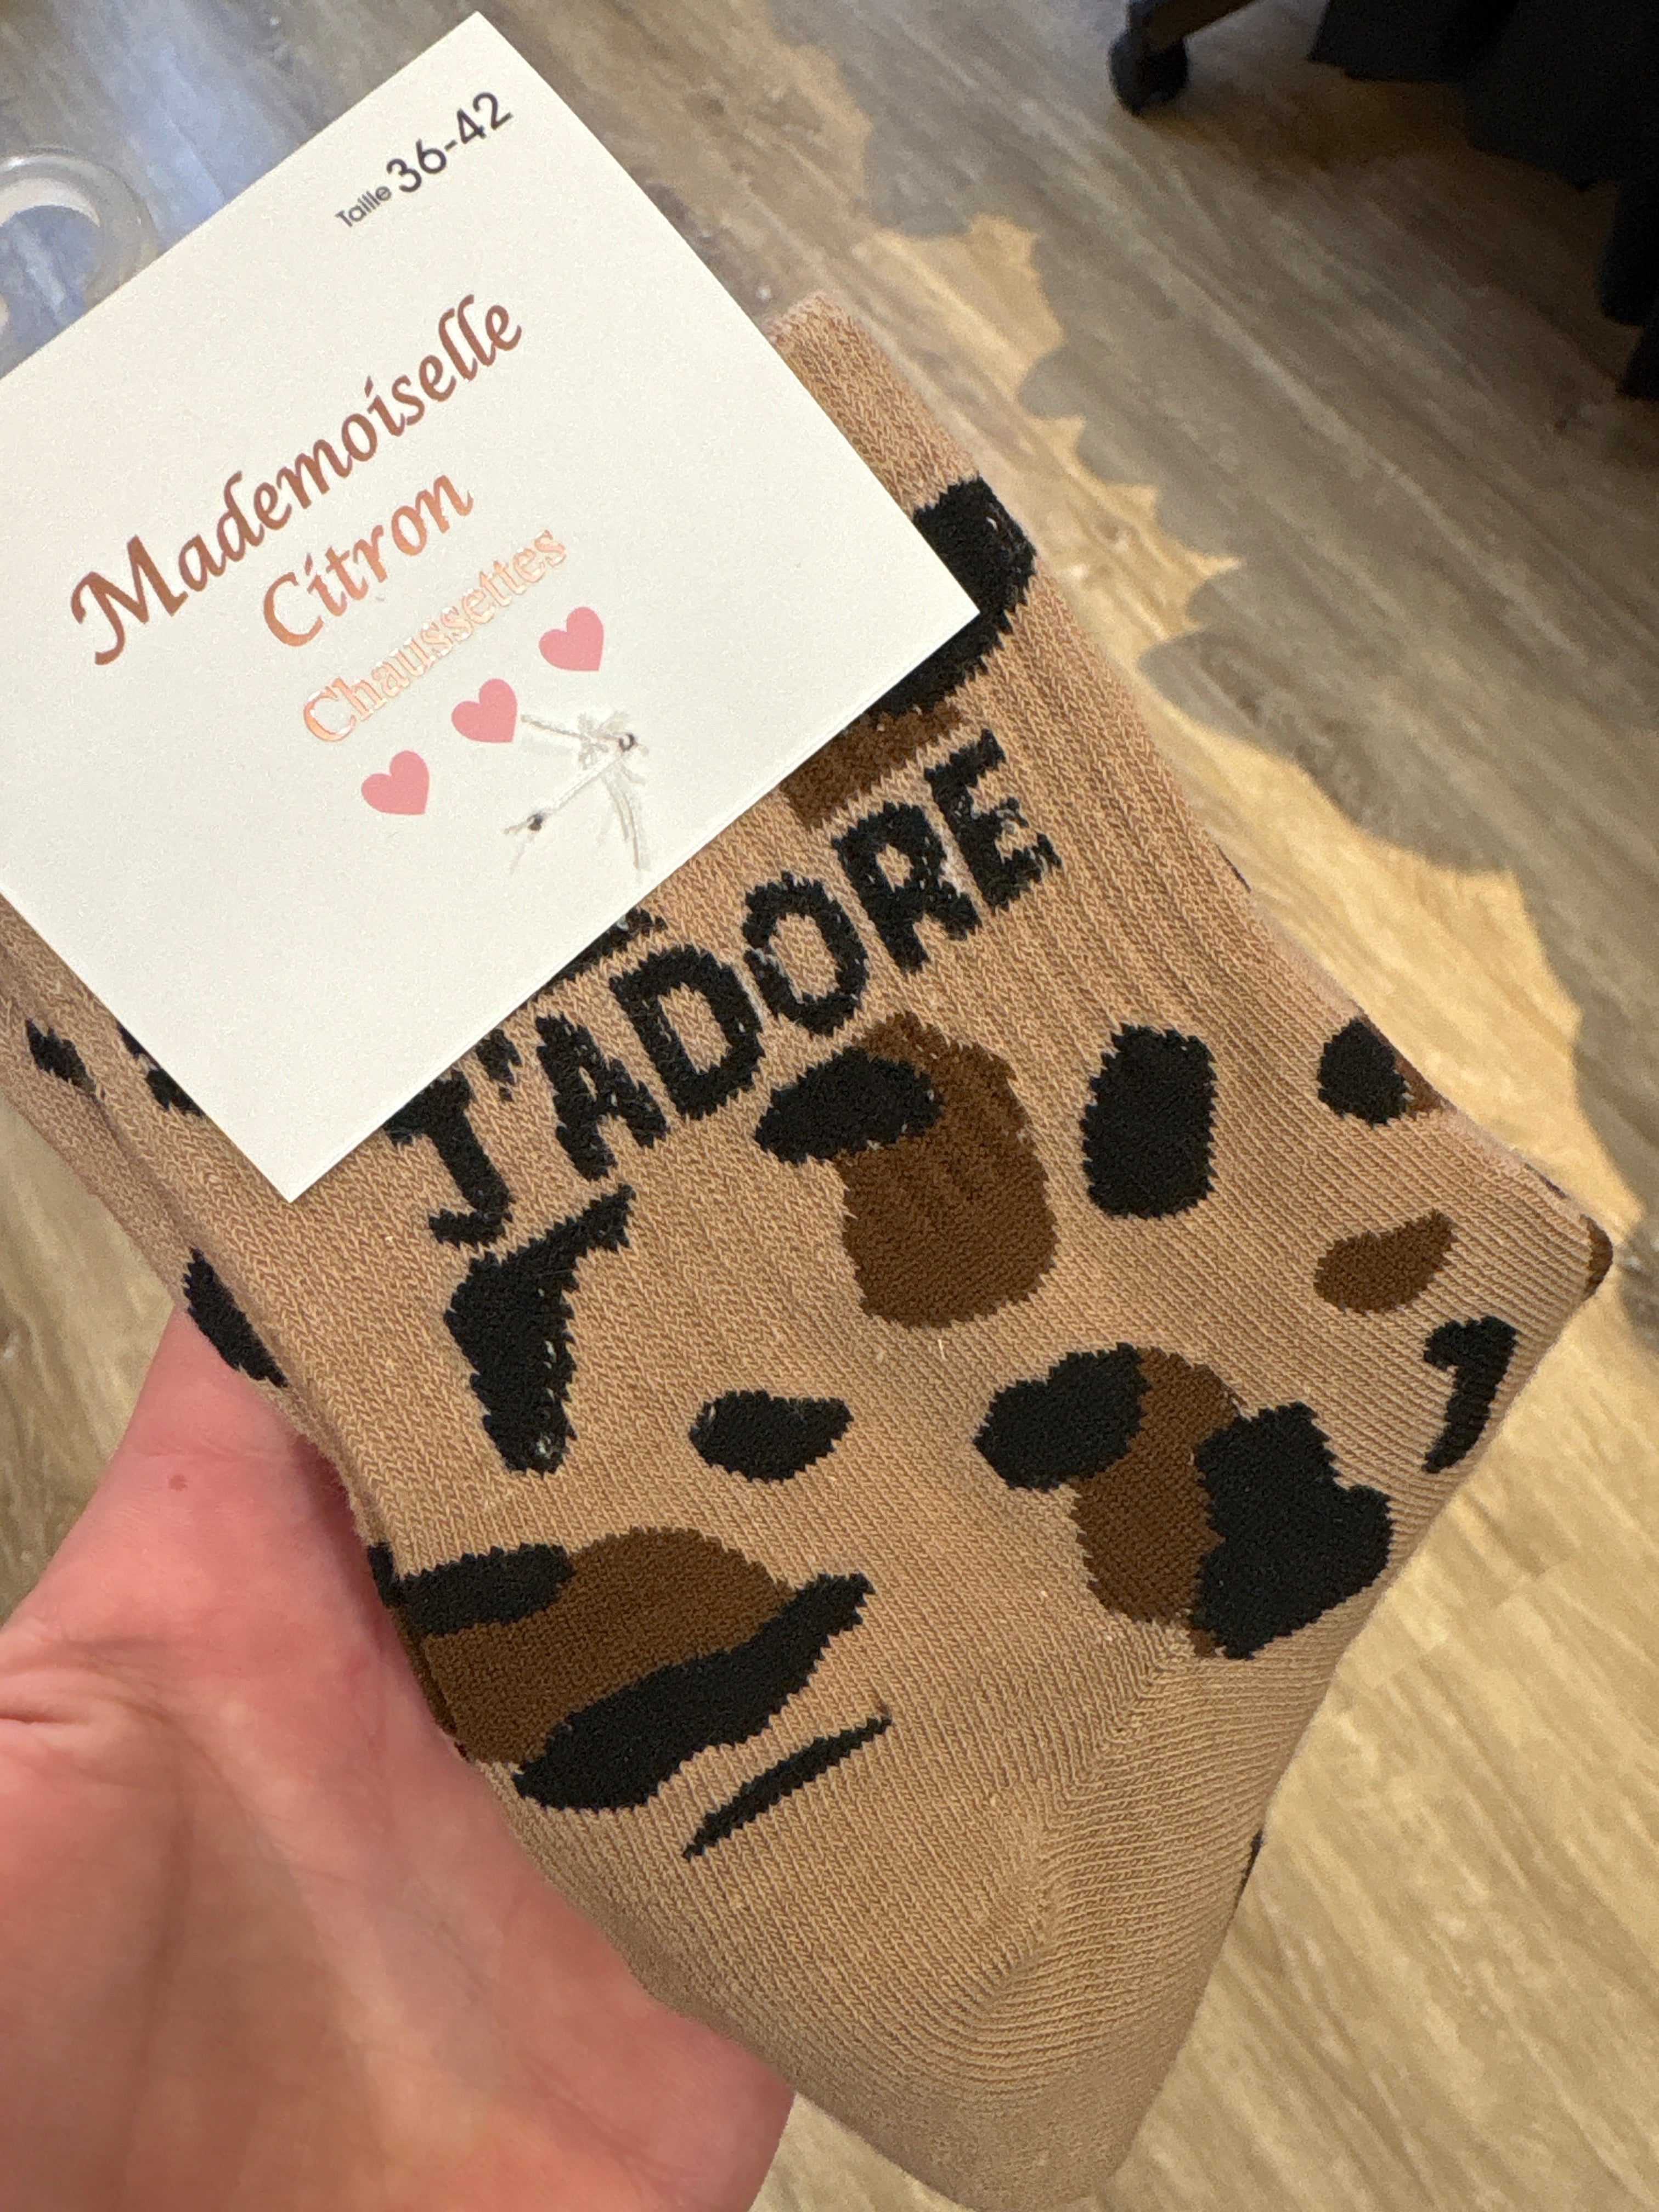 Taille 36-42
Mademoiselle
Citron
Chaussettes
J'ADORE